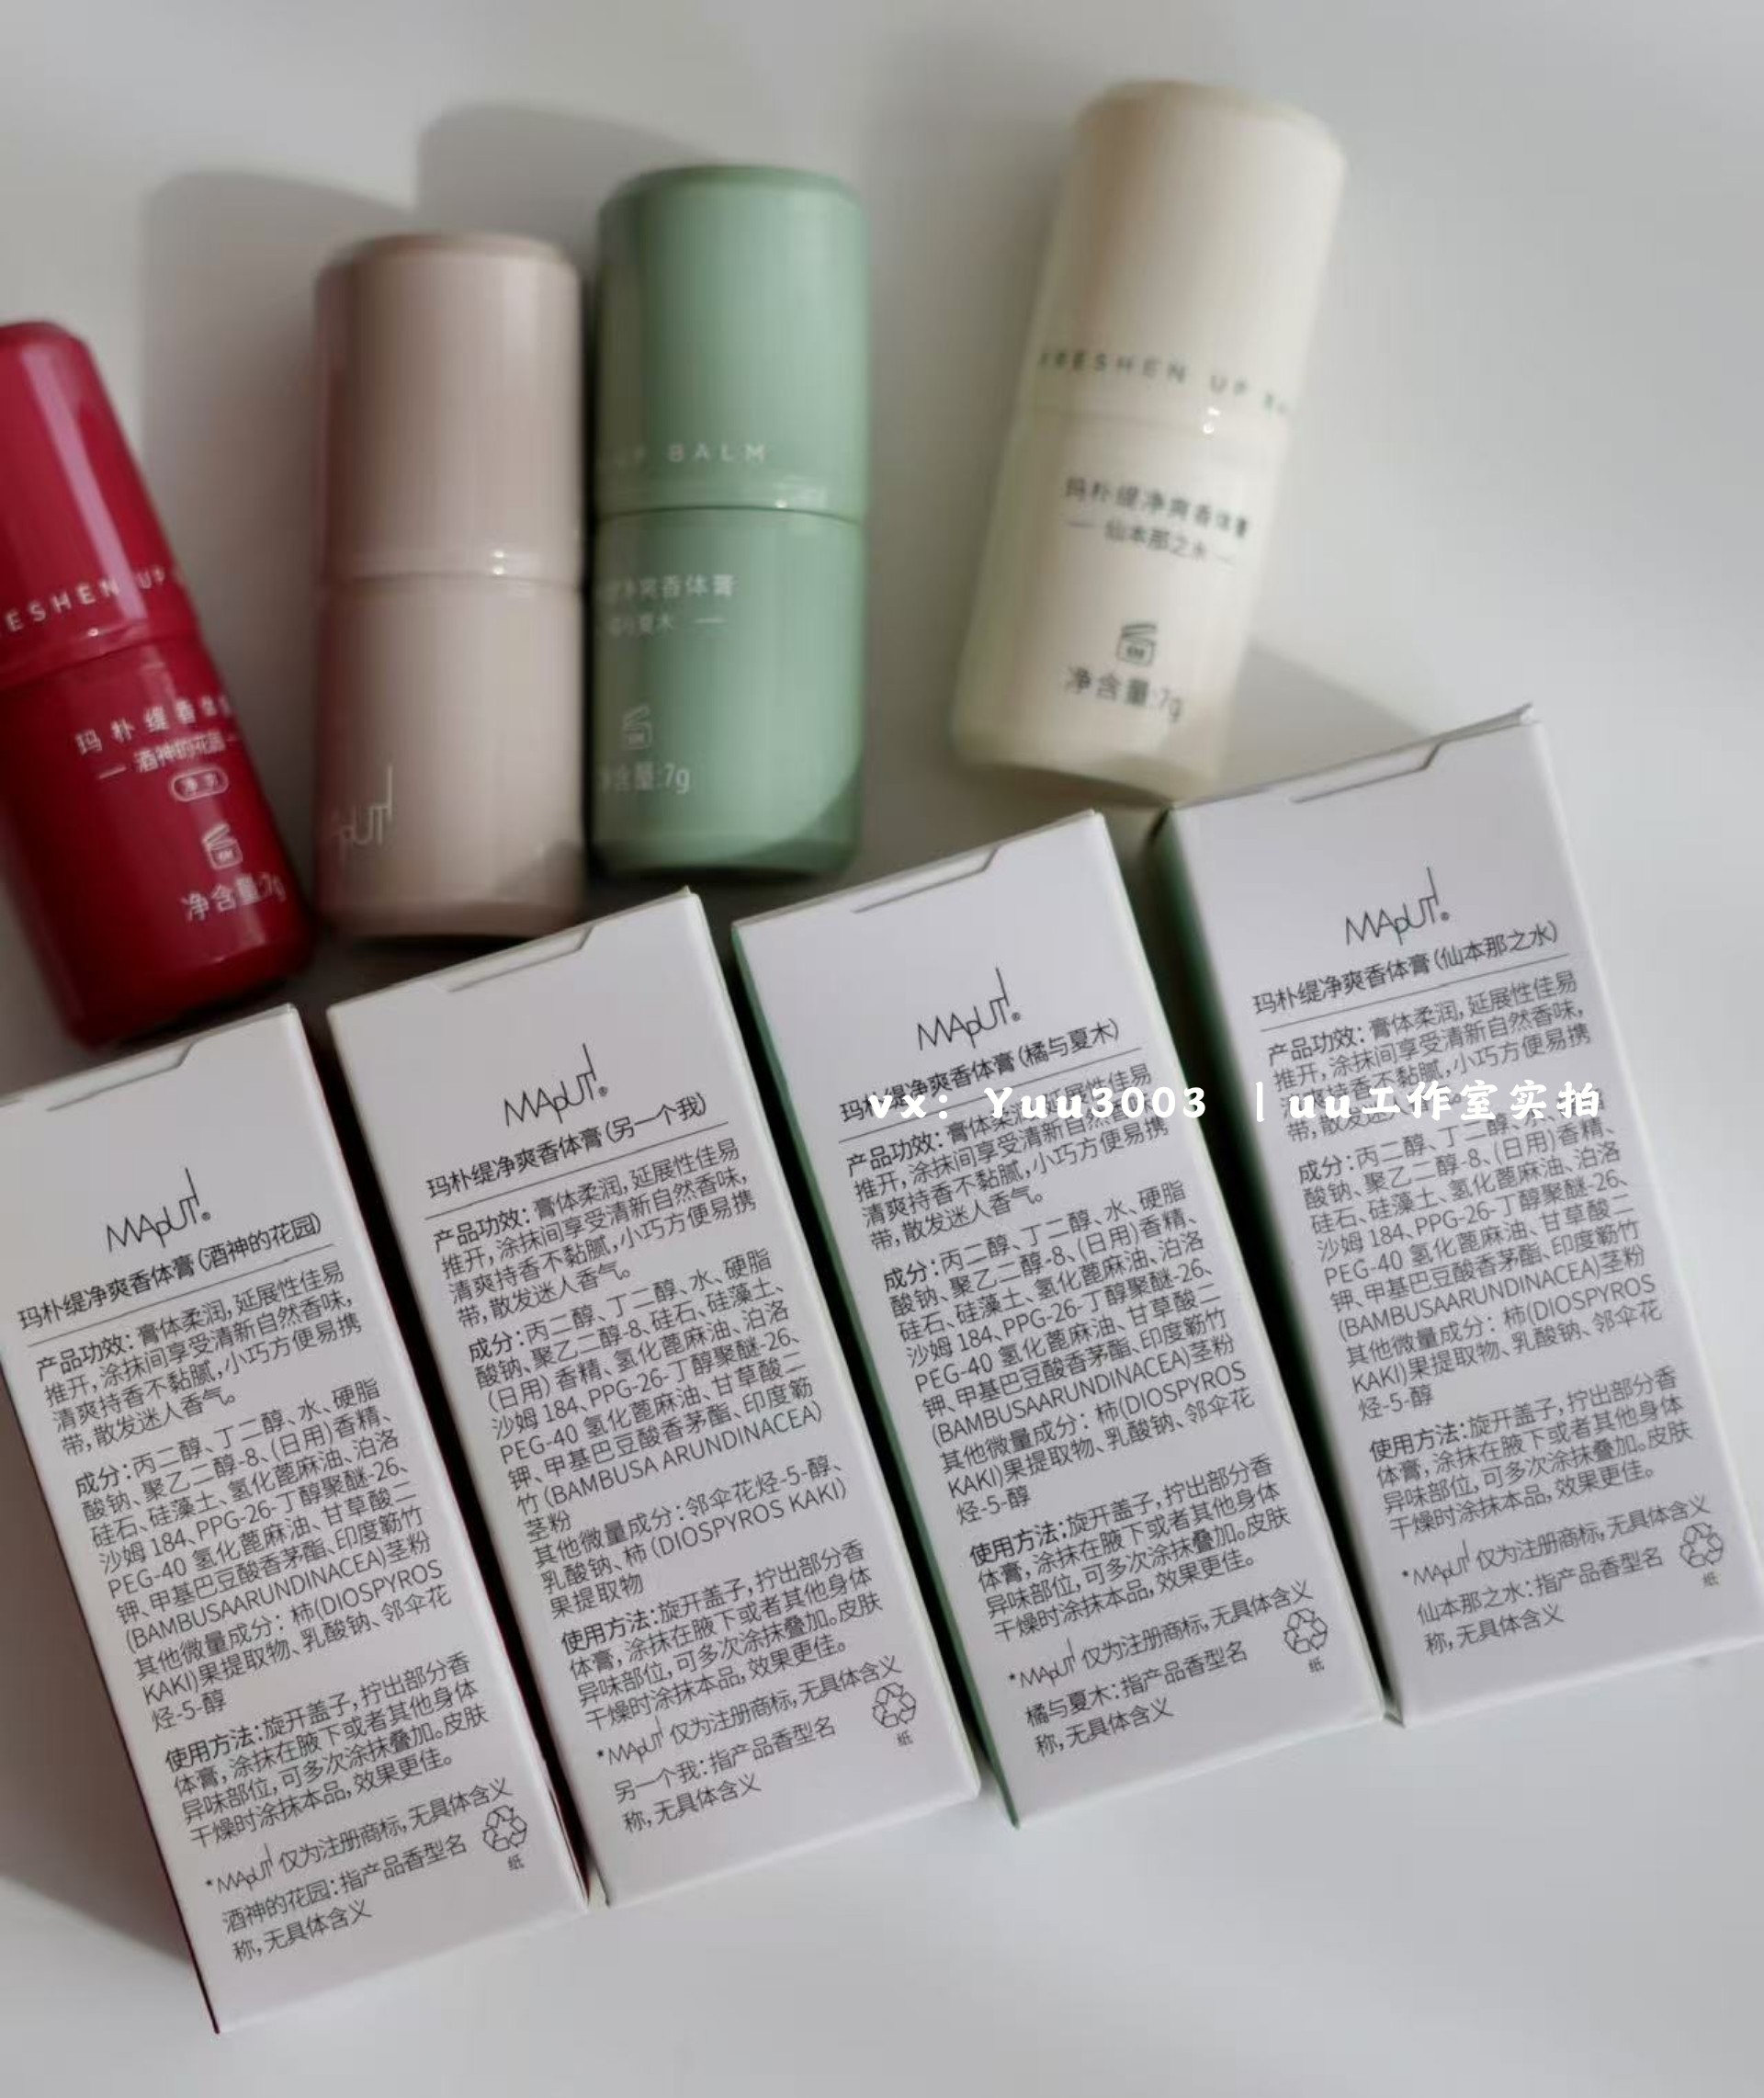 ESHEN UP
玛朴缇香体
酒神的花园
净含量:7g
MAPUTI
UP BALM
净爽香体膏
橘与夏木
净含量:7g
FRESHEN UP
玛朴缇净爽香体膏
仙本那之水
净含量:7g
MAPUTI®
玛朴缇净爽香体膏(酒神的花园)
产品功效:膏体柔润,延展性佳易
推开,涂抹间享受清新自然香味,
清爽持香不黏腻,小巧方便易携
带,散发迷人香气。
成分:丙二醇、丁二醇、水、硬脂
酸钠、聚乙二醇-8、(日用)香精、
硅石、硅藻土、氢化蓖麻油、泊洛
沙姆 184、PPG-26-丁醇聚醚-26、
PEG-40 氢化蓖麻油、甘草酸二
钾、甲基巴豆酸香茅酯、印度簕竹
(BAMBUSAARUNDINACEA)茎粉
其他微量成分:柿(DIOSPYROS
KAKI)果提取物、乳酸钠、邻伞花
烃-5-醇
使用方法:旋开盖子,拧出部分香
体膏,涂抹在腋下或者其他身体
异味部位,可多次涂抹叠加。皮肤
干燥时涂抹本品,效果更佳。
*MAPUTI 仅为注册商标,无具体含义
酒神的花园:指产品香型名
称,无具体含义
纸
MAPUTI®
玛朴缇净爽香体膏(另一个我)
产品功效:膏体柔润,延展性佳易
推开,涂抹间享受清新自然香味,
清爽持香不黏腻,小巧方便易携
带,散发迷人香气。
成分:丙二醇、丁二醇、水、硬脂
酸钠、聚乙二醇-8、硅石、硅藻土、
(日用)香精、氢化蓖麻油、泊洛
沙姆 184、PPG-26-丁醇聚醚-26、
PEG-40 氢化蓖麻油、甘草酸二
钾、甲基巴豆酸香茅酯、印度簕
竹(BAMBUSA ARUNDINACEA)
茎粉
其他微量成分:邻伞花烃-5-醇、
乳酸钠、柿(DIOSPYROS KAKI)
果提取物
使用方法:旋开盖子,拧出部分香
体膏,涂抹在腋下或者其他身体
异味部位,可多次涂抹叠加。皮肤
干燥时涂抹本品,效果更佳。
*MAPUTI 仅为注册商标,无具体含义
另一个我:指产品香型名
称,无具体含义
纸
MAPUTI®
玛朴缇净爽香体膏(橘与夏木)
产品功效:膏体柔润,延展性佳易
推开,涂抹间享受清新自然香味,
清爽持香不黏腻,小巧方便易携
带,散发迷人香气。
成分:丙二醇、丁二醇、水、硬脂
酸钠、聚乙二醇-8、(日用)香精、
硅石、硅藻土、氢化蓖麻油、泊洛
沙姆 184、PPG-26-丁醇聚醚-26、
PEG-40 氢化蓖麻油、甘草酸二
钾、甲基巴豆酸香茅酯、印度簕竹
(BAMBUSAARUNDINACEA)茎粉
其他微量成分:柿(DIOSPYROS
KAKI)果提取物、乳酸钠、邻伞花
烃-5-醇
使用方法:旋开盖子,拧出部分香
体膏,涂抹在腋下或者其他身体
异味部位,可多次涂抹叠加。皮肤
干燥时涂抹本品,效果更佳。
*MAPUTI 仅为注册商标,无具体含义
橘与夏木:指产品香型名
称,无具体含义
纸
MAPUTI®
玛朴缇净爽香体膏(仙本那之水)
产品功效:膏体柔润,延展性佳易
推开,涂抹间享受清新自然香味,
清爽持香不黏腻,小巧方便易携
带,散发迷
成分:丙二醇、丁二醇、水、
酸钠、聚乙二醇-8、(日用)香精、
硅石、硅藻土、氢化蓖麻油、泊洛
沙姆 184、PPG-26-丁醇聚醚-26、
PEG-40 氢化蓖麻油、甘草酸二
钾、甲基巴豆酸香茅酯、印度簕竹
(BAMBUSAARUNDINACEA)茎粉
其他微量成分:柿(DIOSPYROS
KAKI)果提取物、乳酸钠、邻伞花
烃-5-醇
使用方法:旋开盖子,拧出部分香
体膏,涂抹在腋下或者其他身体
异味部位,可多次涂抹叠加。皮肤
干燥时涂抹本品,效果更佳。
*MAPUTI 仅为注册商标,无具体含义
仙本那之水:指产品香型名
称,无具体含义
纸
vx: Yuu3003 | uu工作室实拍